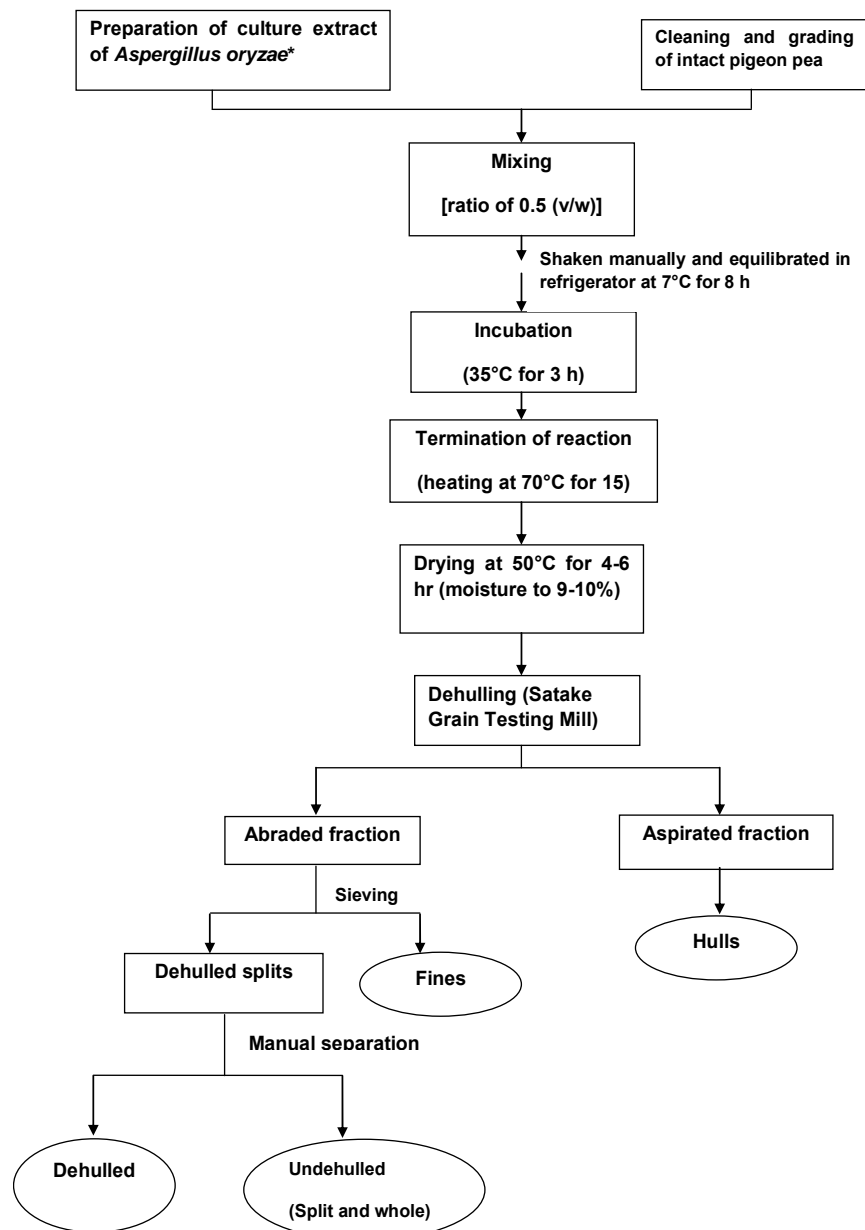 Preparation of culture extract
of Aspergillus oryzae*
Cleaning and grading
of intact pigeon pea
Mixing
[ratio of 0.5 (v/w)]
Shaken manually and equilibrated in
refrigerator at 7°C for 8 h
Incubation
(35°C for 3 h)
Termination of reaction
(heating at 70°C for 15)
Drying at 50°C for 4-6
hr (moisture to 9-10%)
Dehulling (Satake
Grain Testing Mill)
Abraded fraction
Aspirated fraction
Sieving
Hulls
Dehulled splits
Fines
Manual separation
Dehulled
Undehulled
(Split and whole)